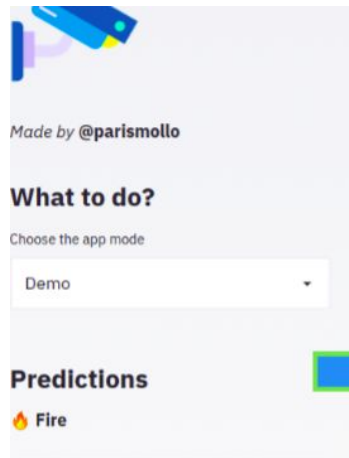 Made by @parismollo
What to do?
Choose the app mode
Demo
Predictions
🔥 Fire